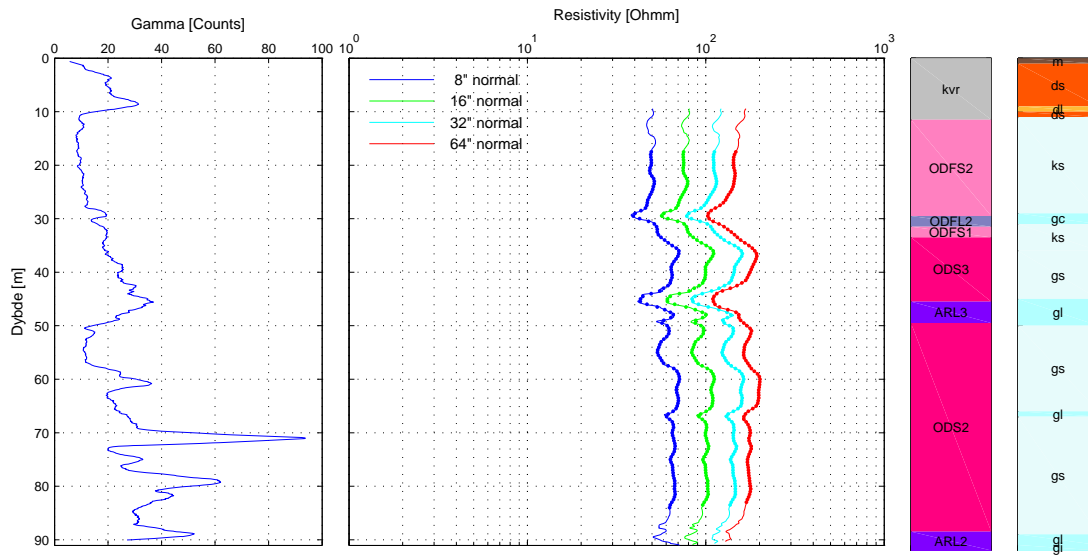 Gamma [Counts]
0 20 40 60 80 100
Resistivity [Ohmm]
10^0 10^1 10^2 10^3
Dybde [m]
0
10
20
30
40
50
60
70
80
90
8" normal
16" normal
32" normal
64" normal
kvr
ODFS2
ODFL2
ODFS1
ODS3
ARL3
ODS2
ARL2
m
ds
dl
ds
ks
gc
ks
gs
gl
gs
gl
gs
gl
gl